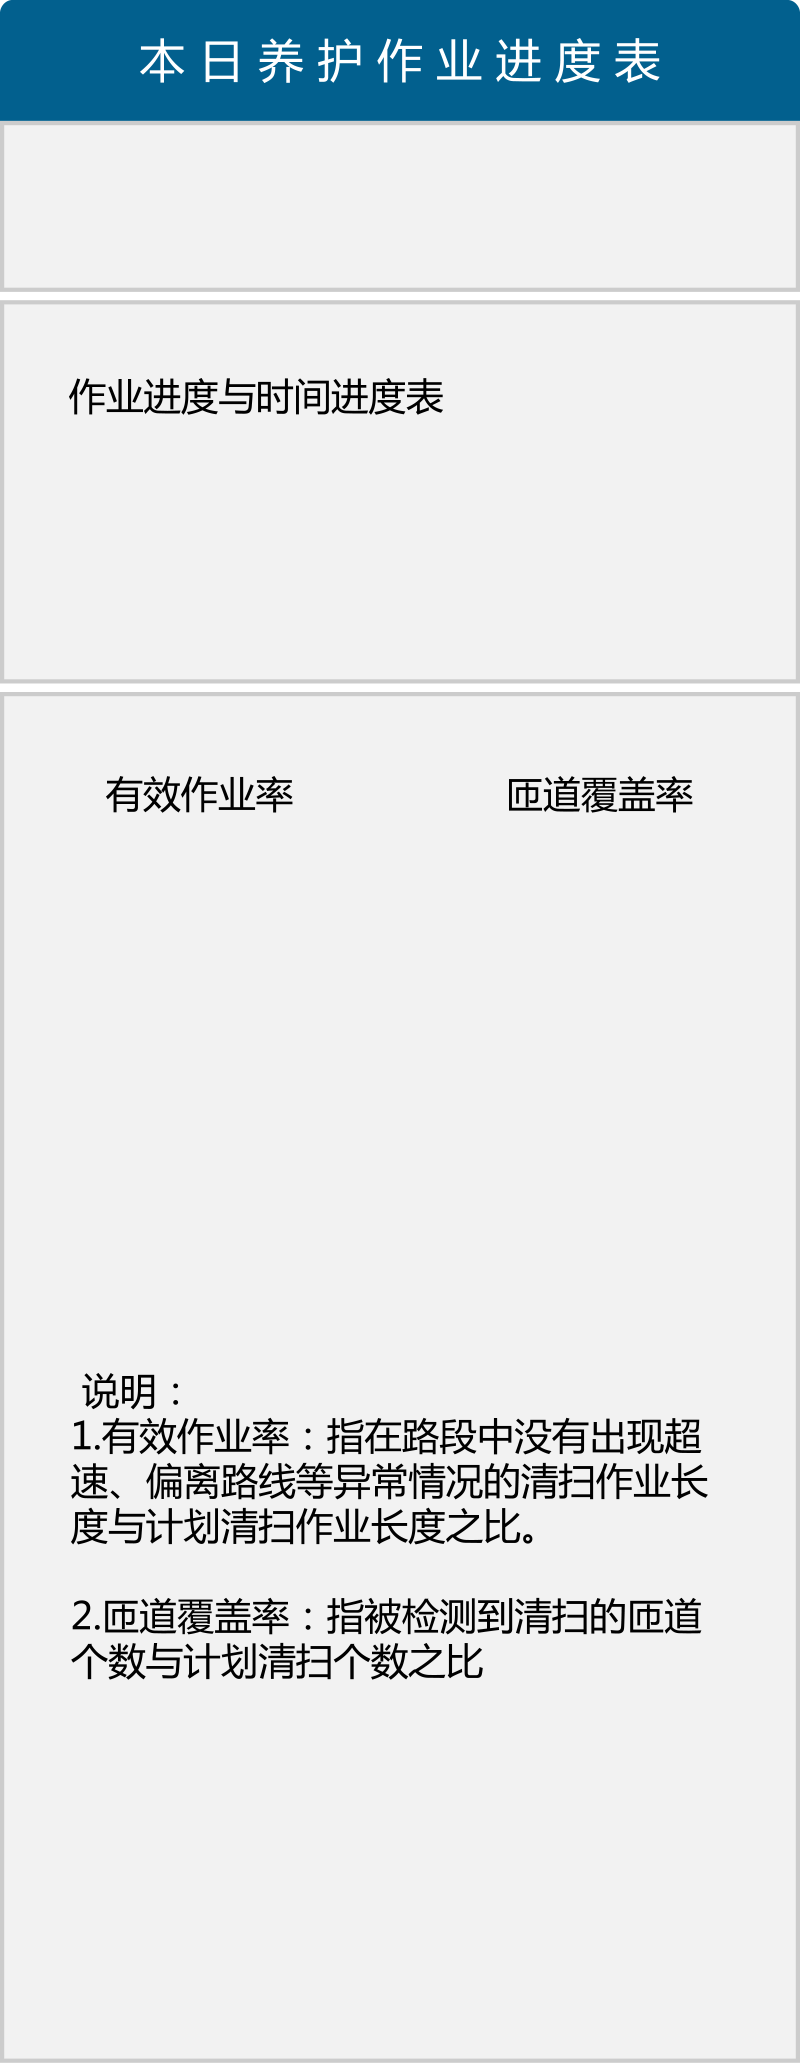 本日养护作业进度表
作业进度与时间进度表
有效作业率
匝道覆盖率
说明：
1.有效作业率：指在路段中没有出现超
速、偏离路线等异常情况的清扫作业长
度与计划清扫作业长度之比。
2.匝道覆盖率：指被检测到清扫的匝道
个数与计划清扫个数之比